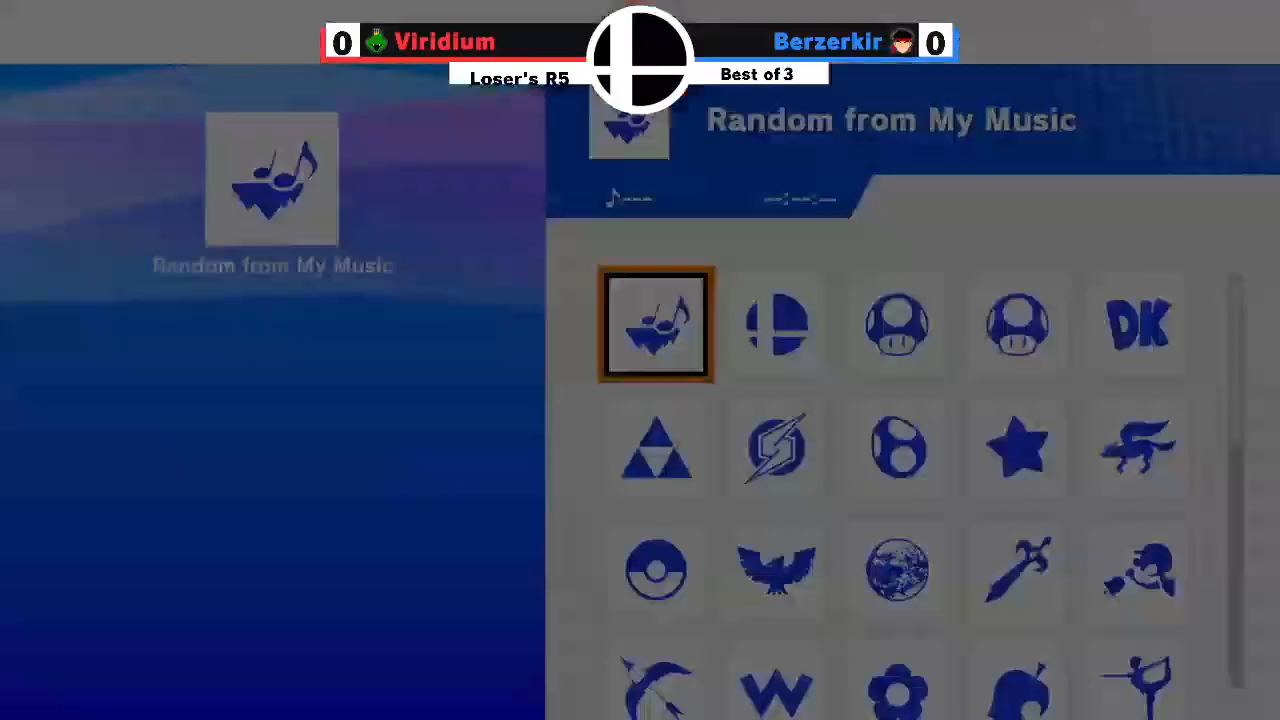 0 Viridium
Berzerkir 0
Loser's R5
Best of 3
Random from My Music
Random from My Music
DK